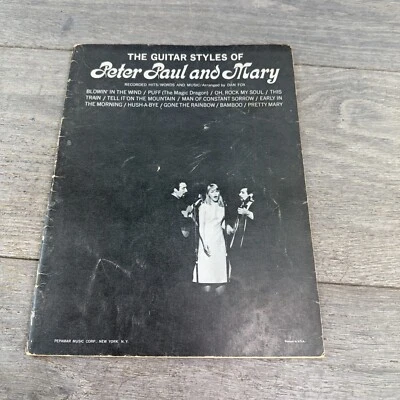 THE GUITAR STYLES OF
Peter Paul and Mary
RECORDED HITS/WORDS AND MUSIC/Arranged by DAN FOX
BLOWIN' IN THE WIND / PUFF (The Magic Dragon) / OH, ROCK MY SOUL / THIS
TRAIN / TELL IT ON THE MOUNTAIN / MAN OF CONSTANT SORROW / EARLY IN
THE MORNING / HUSH-A-BYE / GONE THE RAINBOW / BAMBOO / PRETTY MARY
PEPAMAR MUSIC CORP., NEW YORK, N.Y.